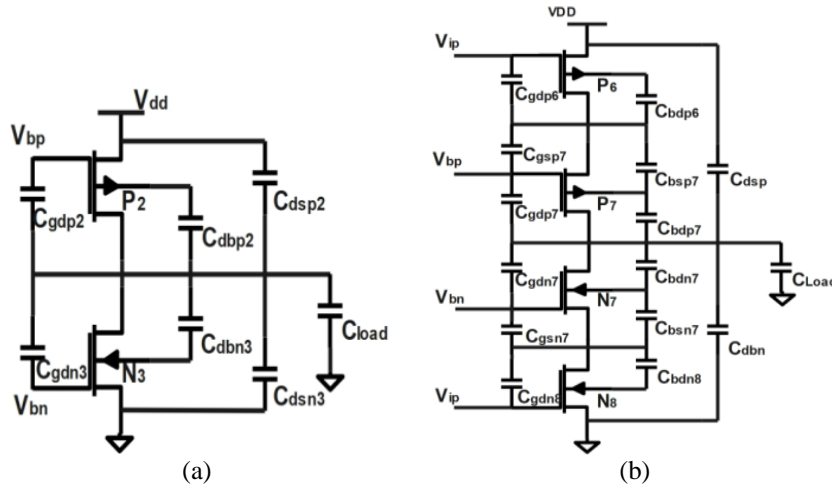 Vdd
Vbp
P2
Cgdp2
Cdbp2
Cdsp2
Cload
Cgdn3
Cdbn3
N3
Cdsn3
Vbn
(a)
VDD
Vip
Cgdp6
P6
Cbdp6
Cgsp7
Vbp
Cbsp7
Cdsp
Cgdp7
P7
Cbdp7
Cgdn7
Cbdn7
CLoad
Vbn
N7
Cgsn7
Cbsn7
Cdbn
Cbdn8
Cgdn8
N8
Vip
(b)